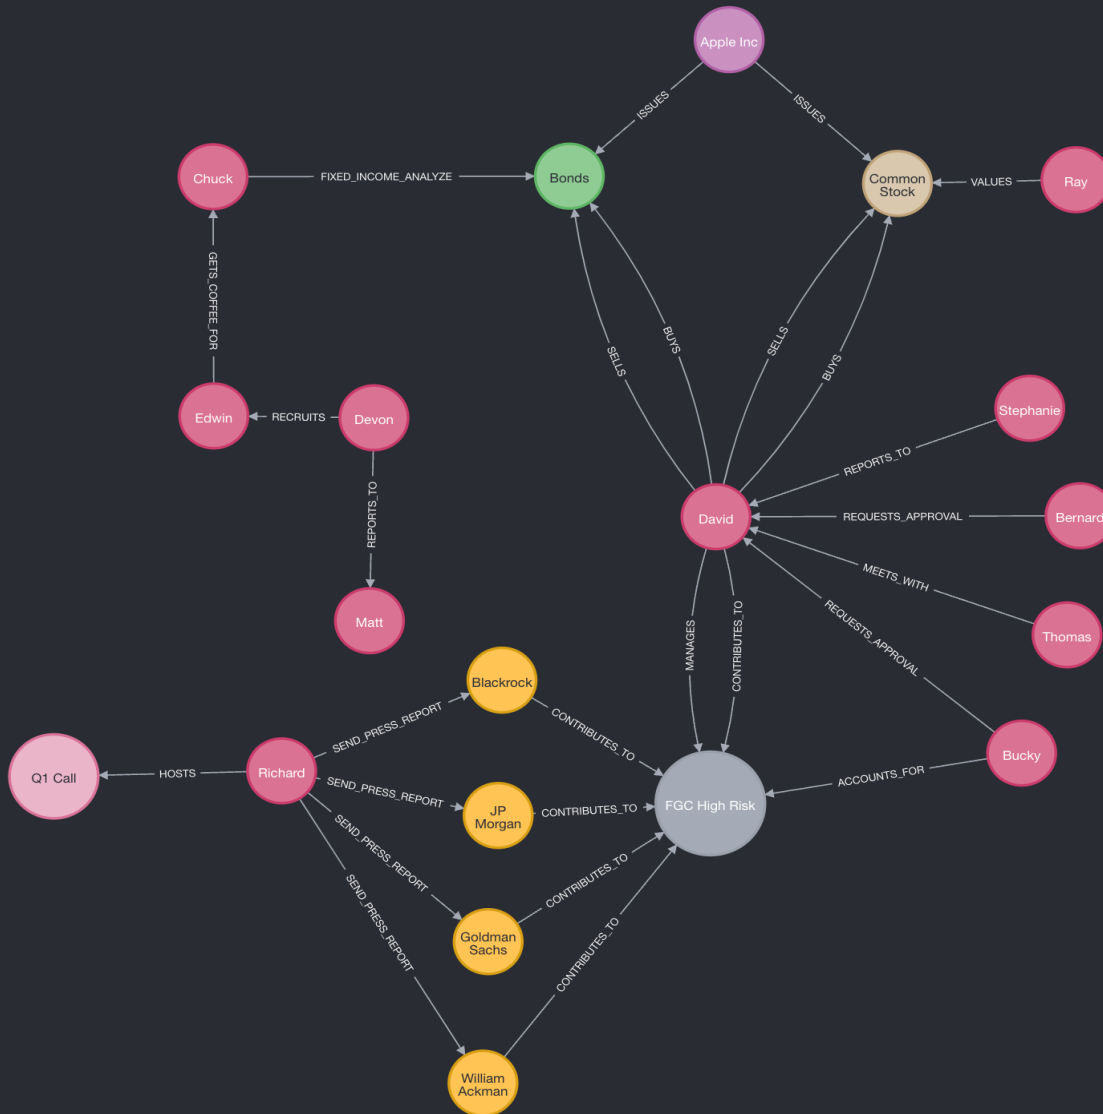 Apple Inc
ISSUES
ISSUES
Chuck
FIXED_INCOME_ANALYZE
Bonds
Common
Stock
VALUES
Ray
GETS_COFFEE_FOR
SELLS
BUYS
SELLS
BUYS
Edwin
RECRUITS
Devon
Stephanie
REPORTS_TO
REPORTS_TO
David
REQUESTS_APPROVAL
Bernard
MEETS_WITH
Matt
MANAGES
CONTRIBUTES_TO
REQUESTS_APPROVAL
Thomas
Blackrock
SEND_PRESS_REPORT
CONTRIBUTES_TO
Q1 Call
HOSTS
Richard
SEND_PRESS_REPORT
JP
Morgan
CONTRIBUTES_TO
FGC High Risk
ACCOUNTS_FOR
Bucky
SEND_PRESS_REPORT
CONTRIBUTES_TO
SEND_PRESS_REPORT
Goldman
Sachs
CONTRIBUTES_TO
William
Ackman